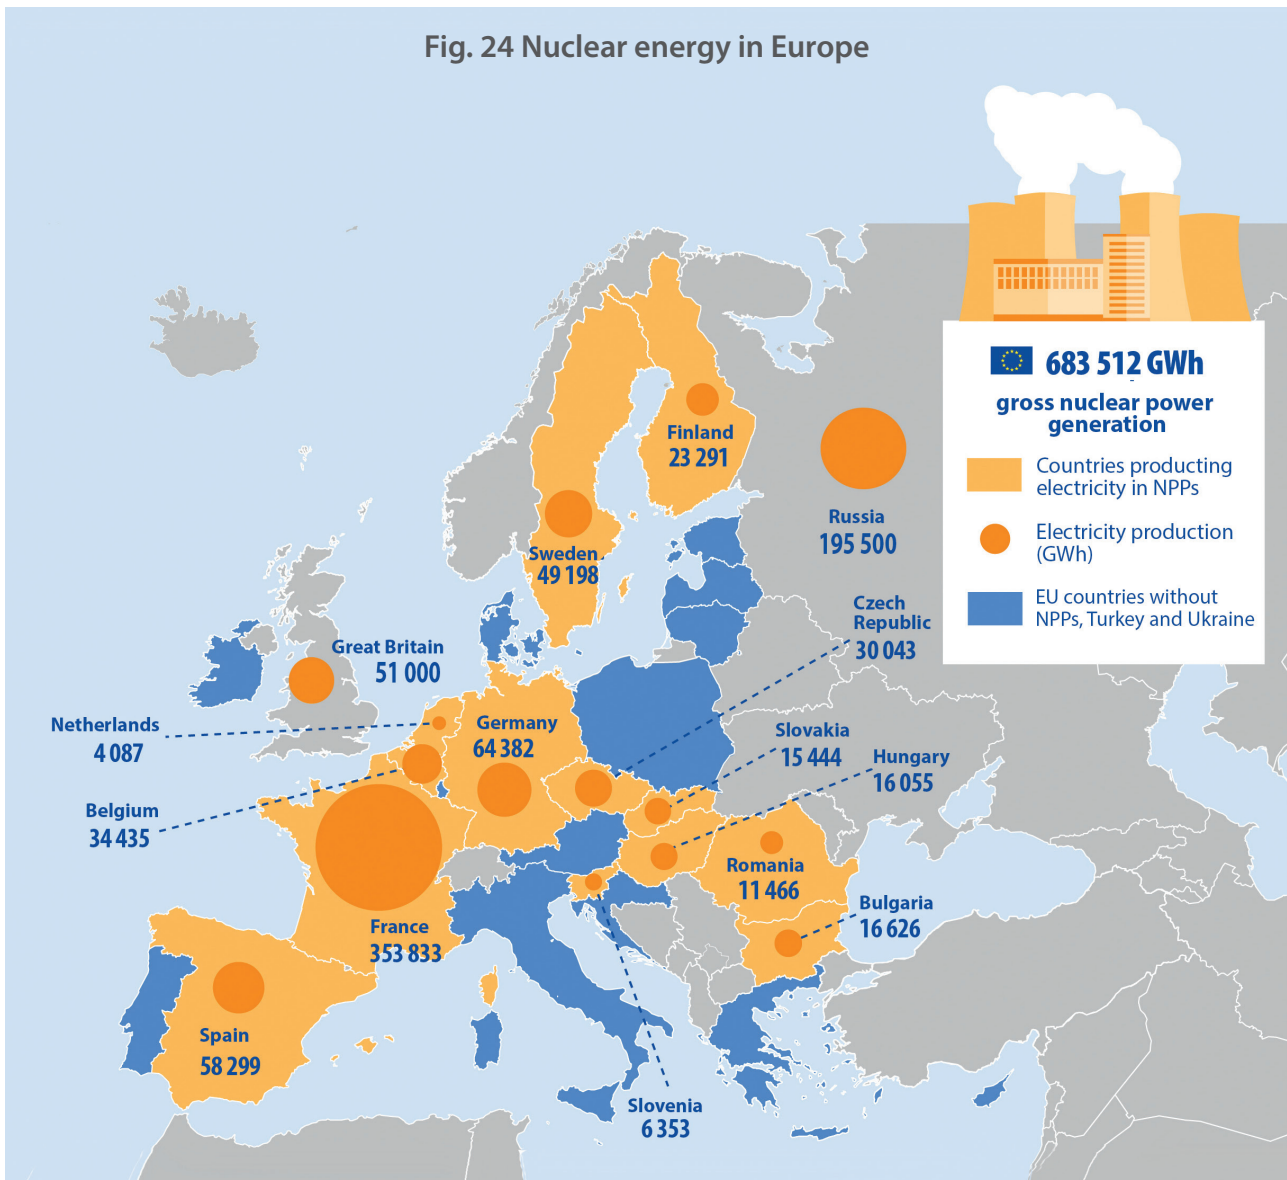 Fig. 24 Nuclear energy in Europe
683 512 GWh
gross nuclear power
generation
Countries producting
electricity in NPPs
Electricity production
(GWh)
EU countries without
NPPs, Turkey and Ukraine
Finland
23 291
Russia
195 500
Sweden
49 198
Czech
Republic
30 043
Great Britain
51 000
Netherlands
4 087
Germany
64 382
Slovakia
15 444
Hungary
16 055
Belgium
34 435
Romania
11 466
Bulgaria
16 626
France
353 833
Spain
58 299
Slovenia
6 353